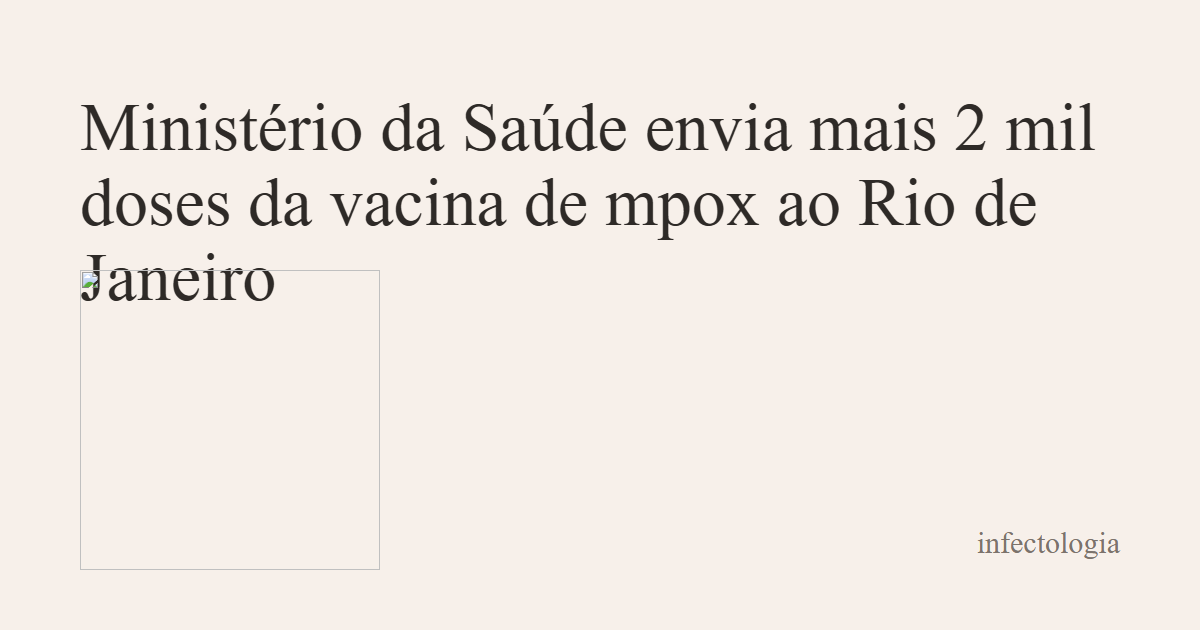 Ministério da Saúde envia mais 2 mil
doses da vacina de mpox ao Rio de
Janeiro
infectologia